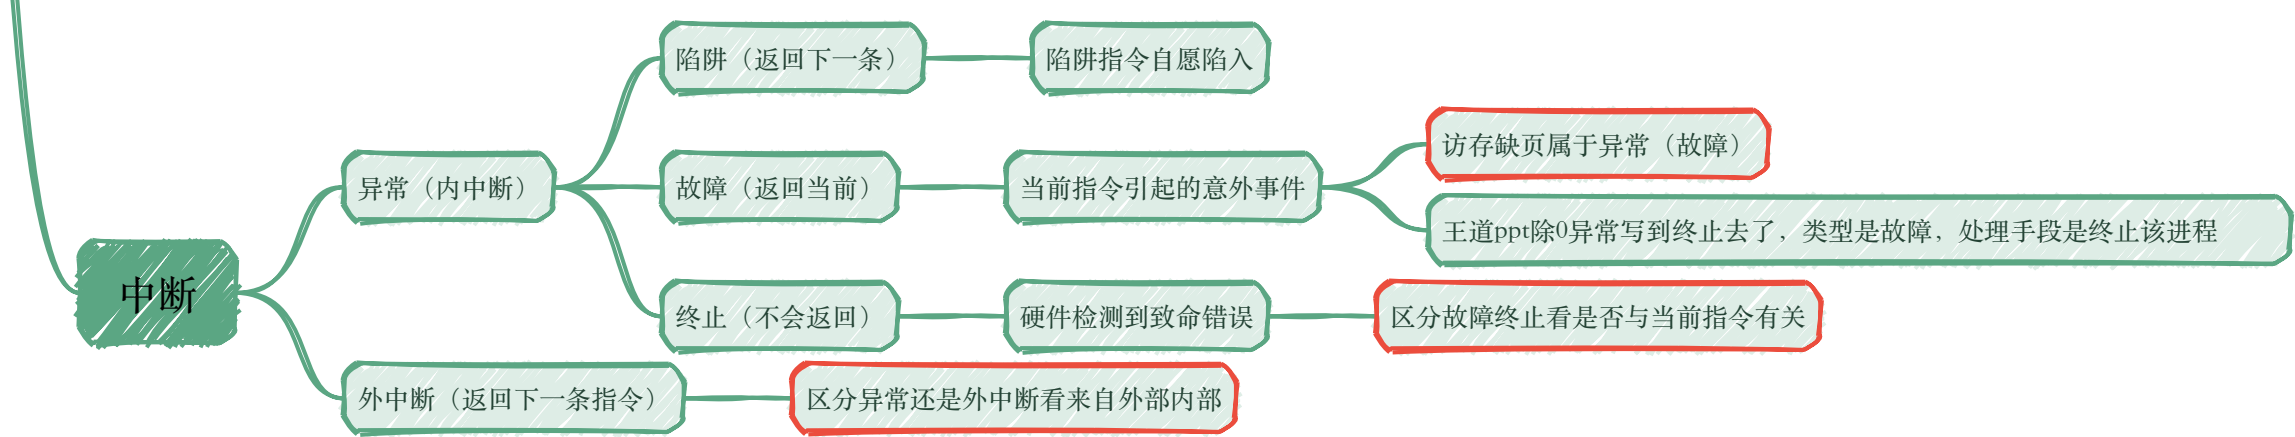 陷阱（返回下一条）
陷阱指令自愿陷入
访存缺页属于异常（故障）
异常（内中断）
故障（返回当前）
当前指令引起的意外事件
王道ppt除0异常写到终止去了，类型是故障，处理手段是终止该进程
中断
终止（不会返回）
硬件检测到致命错误
区分故障终止看是否与当前指令有关
外中断（返回下一条指令）
区分异常还是外中断看来自外部内部